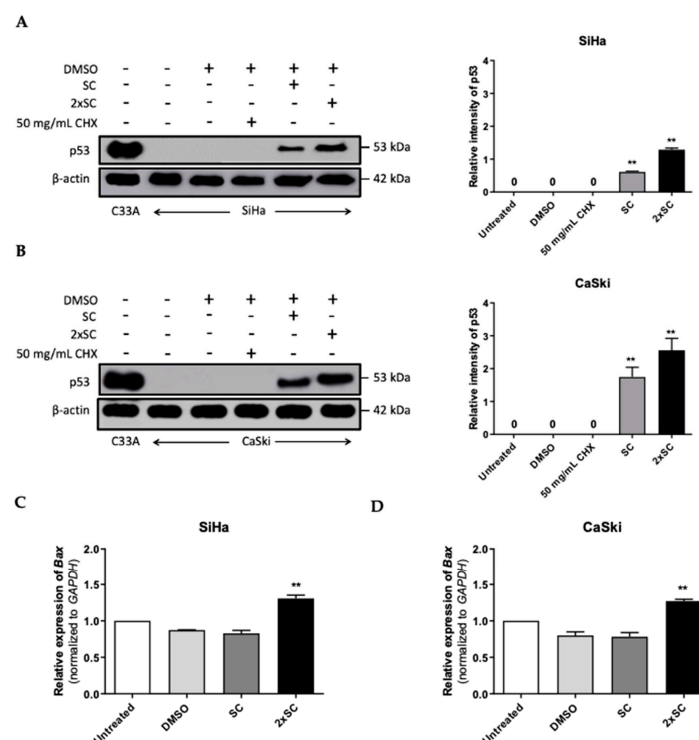 A
DMSO - - + + + +
SC - - - - + -
2xSC - - - - - +
50 mg/mL CHX - - - + - -
p53
53 kDa
β-actin
42 kDa
C33A
SiHa
SiHa
Relative intensity of p53
4
3
2
1
0
0 0 0 ** **
Untreated
DMSO
50 mg/mL CHX
SC
2xSC
B
DMSO - - + + + +
SC - - - - + -
2xSC - - - - - +
50 mg/mL CHX - - - + - -
p53
53 kDa
β-actin
42 kDa
C33A
CaSki
CaSki
Relative intensity of p53
4
3
2
1
0
0 0 0 ** **
Untreated
DMSO
50 mg/mL CHX
SC
2xSC
C
SiHa
Relative expression of Bax
(normalized to GAPDH)
2.0
1.5
1.0
0.5
0.0
**
Untreated
DMSO
SC
2xSC
D
CaSki
Relative expression of Bax
(normalized to GAPDH)
2.0
1.5
1.0
0.5
0.0
**
Untreated
DMSO
SC
2xSC